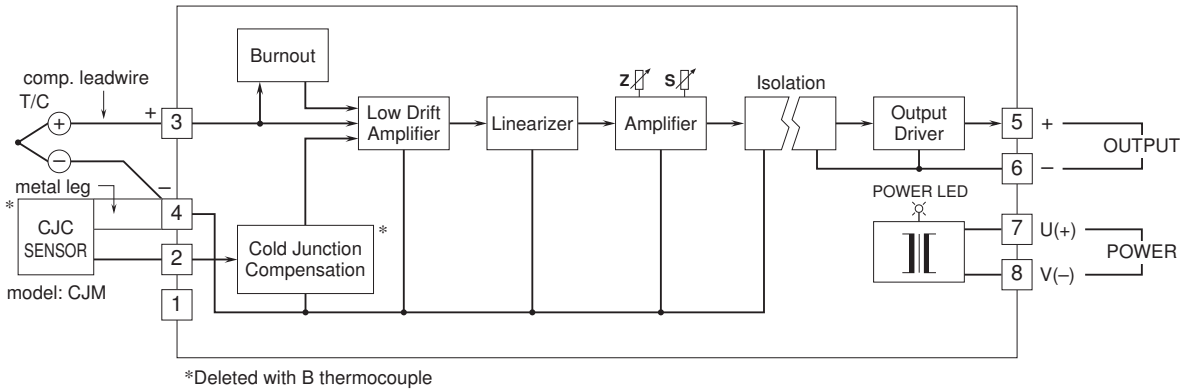 Burnout
comp. leadwire
T/C
+
+
3
Low Drift
Amplifier
Linearizer
Z
S
Amplifier
Isolation
Output
Driver
5
+
OUTPUT
6
–
–
–
metal leg
*
CJC
SENSOR
4
2
Cold Junction
Compensation
*
model: CJM
1
POWER LED
7
U(+)
POWER
8
V(–)
*Deleted with B thermocouple